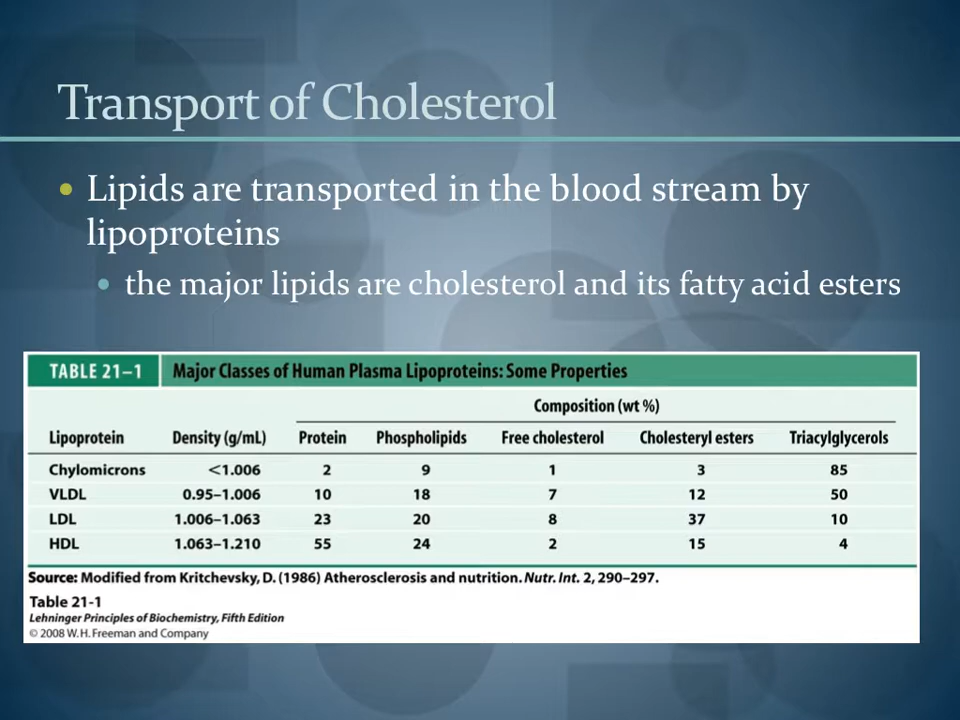 Transport of Cholesterol
• Lipids are transported in the blood stream by
lipoproteins
• the major lipids are cholesterol and its fatty acid esters
TABLE 21–1 Major Classes of Human Plasma Lipoproteins: Some Properties
Composition (wt %)
Lipoprotein Density (g/mL) Protein Phospholipids Free cholesterol Cholesteryl esters Triacylglycerols
Chylomicrons <1.006 2 9 1 3 85
VLDL 0.95–1.006 10 18 7 12 50
LDL 1.006–1.063 23 20 8 37 10
HDL 1.063–1.210 55 24 2 15 4
Source: Modified from Kritchevsky, D. (1986) Atherosclerosis and nutrition. Nutr. Int. 2, 290–297.
Table 21-1
Lehninger Principles of Biochemistry, Fifth Edition
© 2008 W. H. Freeman and Company